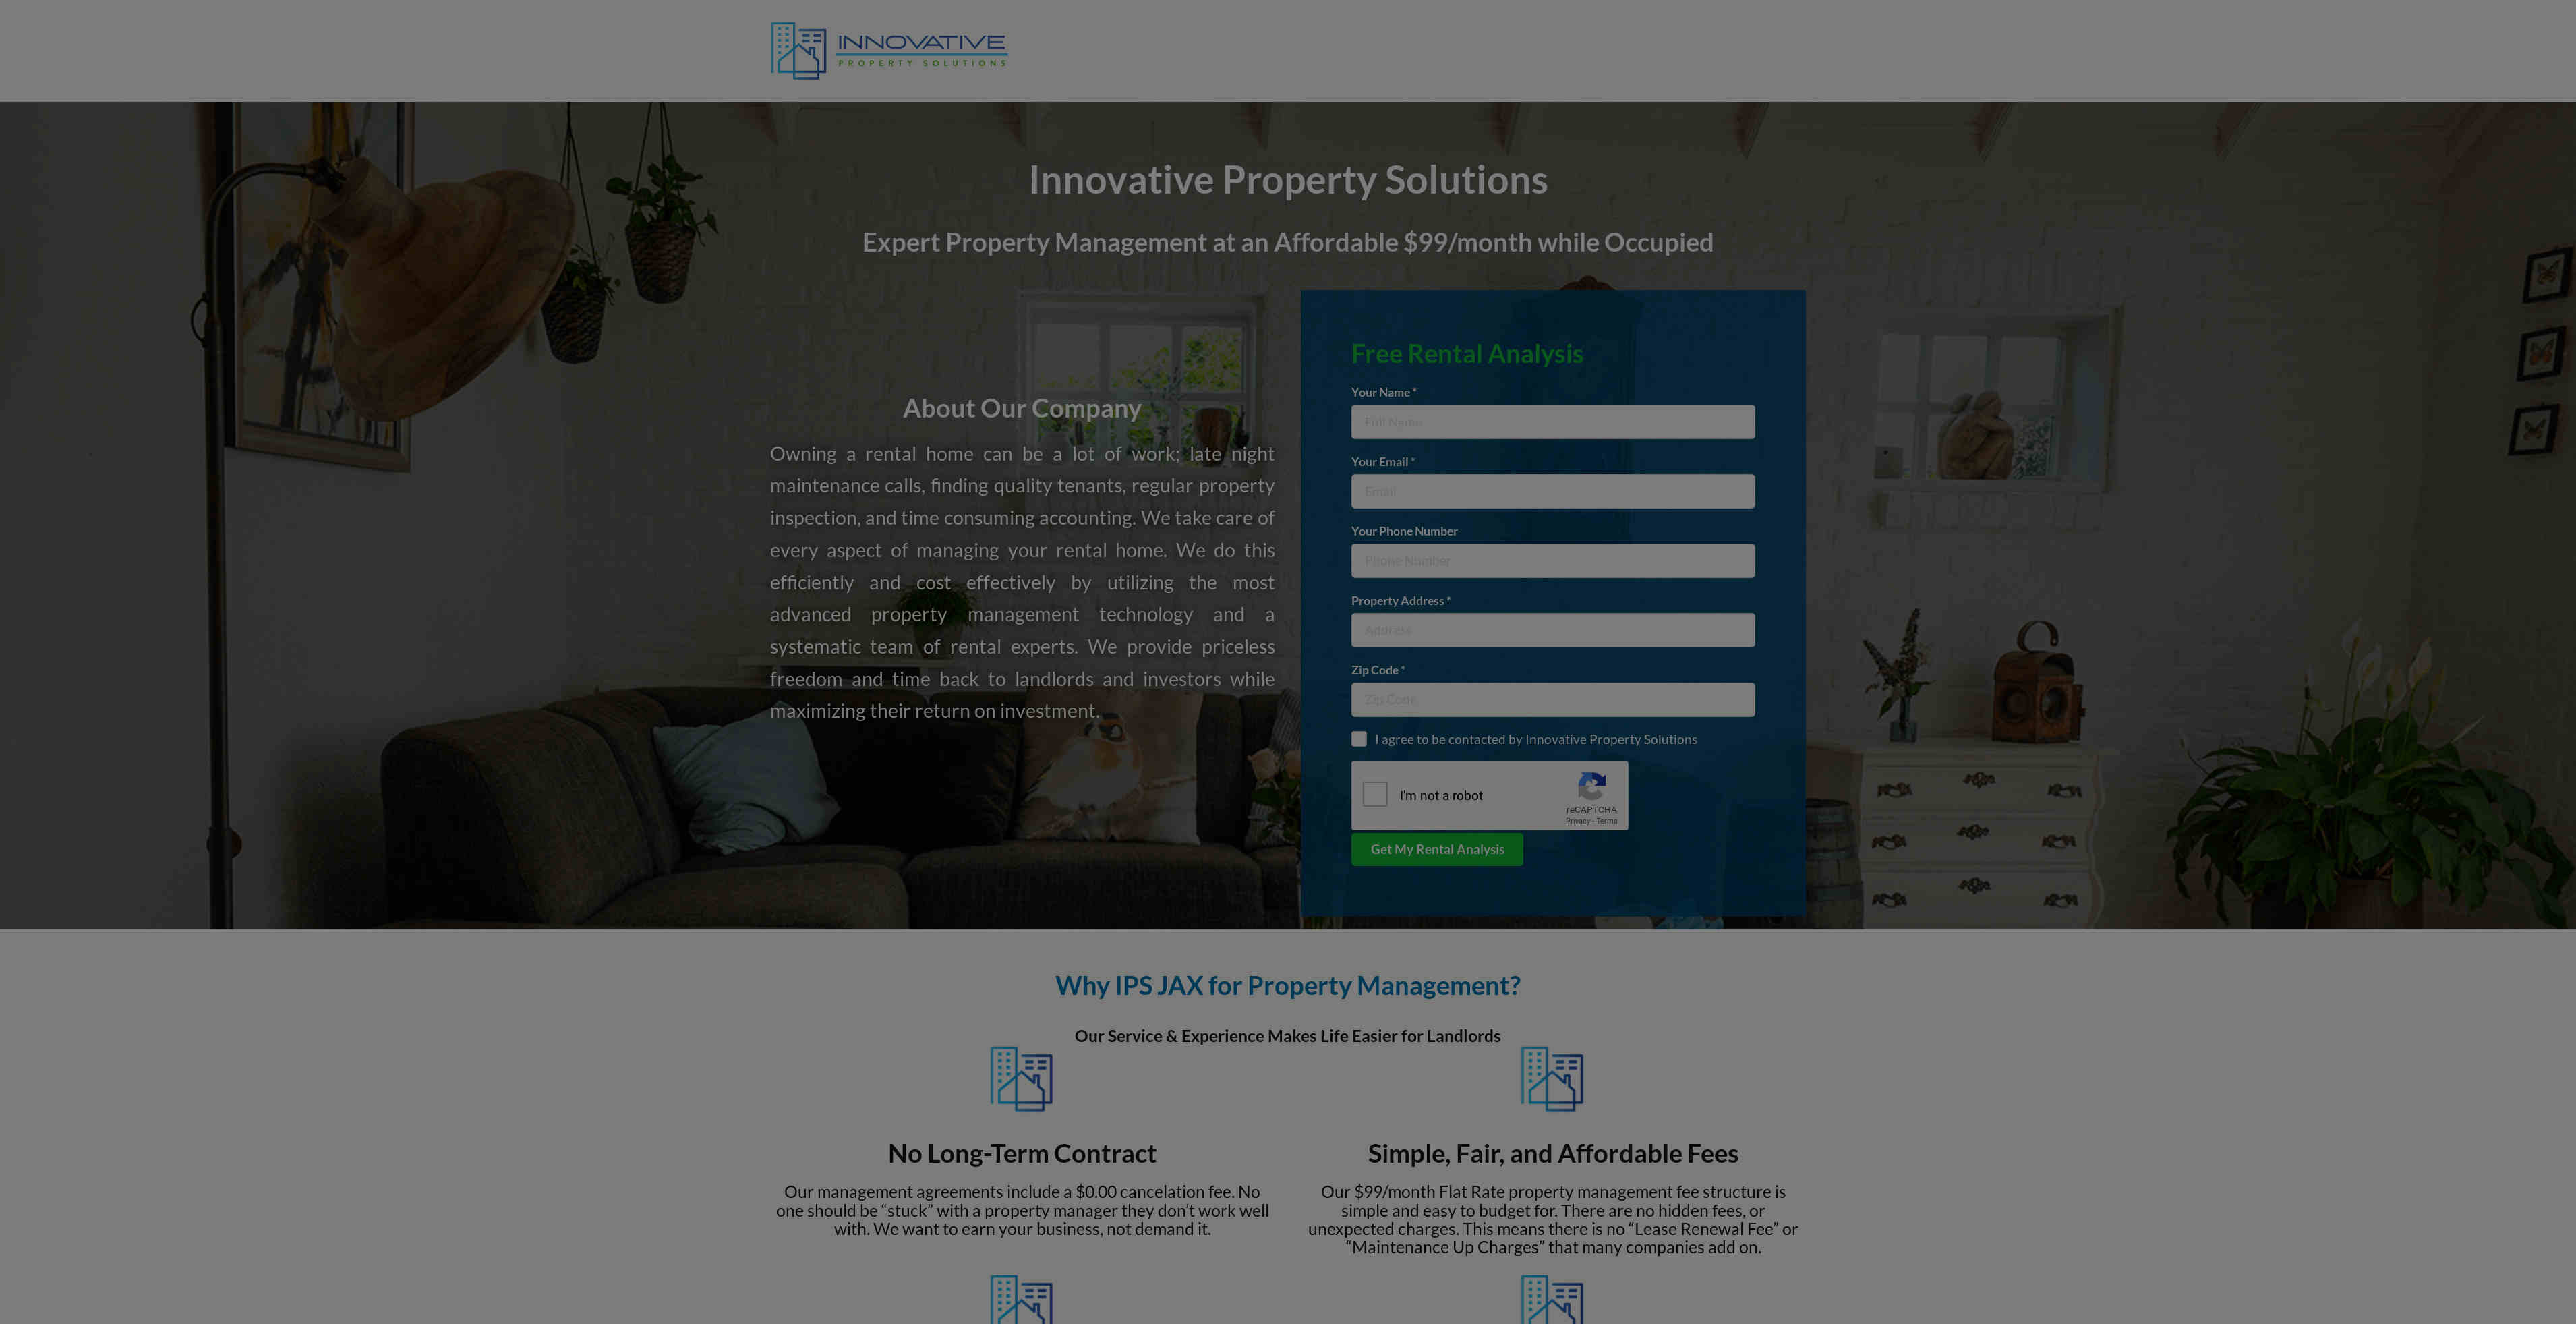 INNOVATIVE
PROPERTY SOLUTIONS
Innovative Property Solutions
Expert Property Management at an Affordable $99/month while Occupied
About Our Company
Owning a rental home can be a lot of work; late night
maintenance calls, finding quality tenants, regular property
inspection, and time consuming accounting. We take care of
every aspect of managing your rental home. We do this
efficiently and cost effectively by utilizing the most
advanced property management technology and a
systematic team of rental experts. We provide priceless
freedom and time back to landlords and investors while
maximizing their return on investment.
Free Rental Analysis
Your Name *
Full Name
Your Email *
Email
Your Phone Number
Phone Number
Property Address *
Address
Zip Code *
Zip Code
I agree to be contacted by Innovative Property Solutions
I'm not a robot
reCAPTCHA
Privacy - Terms
Get My Rental Analysis
Why IPS JAX for Property Management?
Our Service & Experience Makes Life Easier for Landlords
No Long-Term Contract
Our management agreements include a $0.00 cancelation fee. No
one should be “stuck” with a property manager they don’t work well
with. We want to earn your business, not demand it.
Simple, Fair, and Affordable Fees
Our $99/month Flat Rate property management fee structure is
simple and easy to budget for. There are no hidden fees, or
unexpected charges. This means there is no “Lease Renewal Fee” or
“Maintenance Up Charges” that many companies add on.